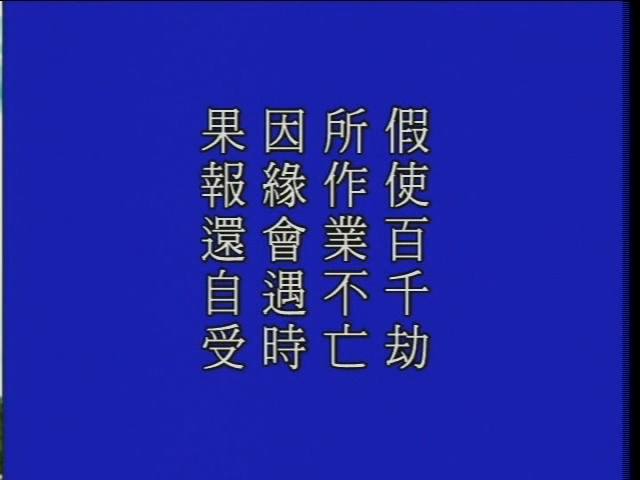 假使百千劫
所作業不亡
因緣會遇時
果報還自受